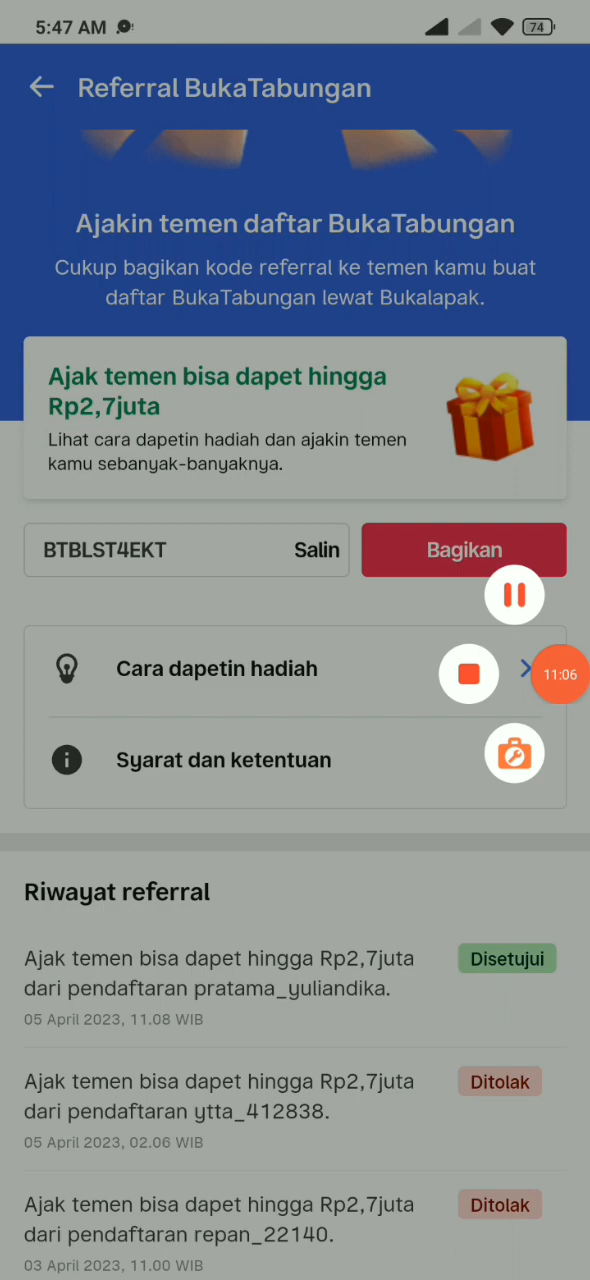 5:47 AM
74
Referral BukaTabungan
Ajakin temen daftar BukaTabungan
Cukup bagikan kode referral ke temen kamu buat
daftar BukaTabungan lewat Bukalapak.
Ajak temen bisa dapet hingga
Rp2,7juta
Lihat cara dapetin hadiah dan ajakin temen
kamu sebanyak-banyaknya.
BTBLST4EKT
Salin
Bagikan
Cara dapetin hadiah
11:06
Syarat dan ketentuan
Riwayat referral
Ajak temen bisa dapet hingga Rp2,7juta
dari pendaftaran pratama_yuliandika.
Disetujui
05 April 2023, 11.08 WIB
Ajak temen bisa dapet hingga Rp2,7juta
dari pendaftaran ytta_412838.
Ditolak
05 April 2023, 02.06 WIB
Ajak temen bisa dapet hingga Rp2,7juta
dari pendaftaran repan_22140.
Ditolak
03 April 2023, 11.00 WIB